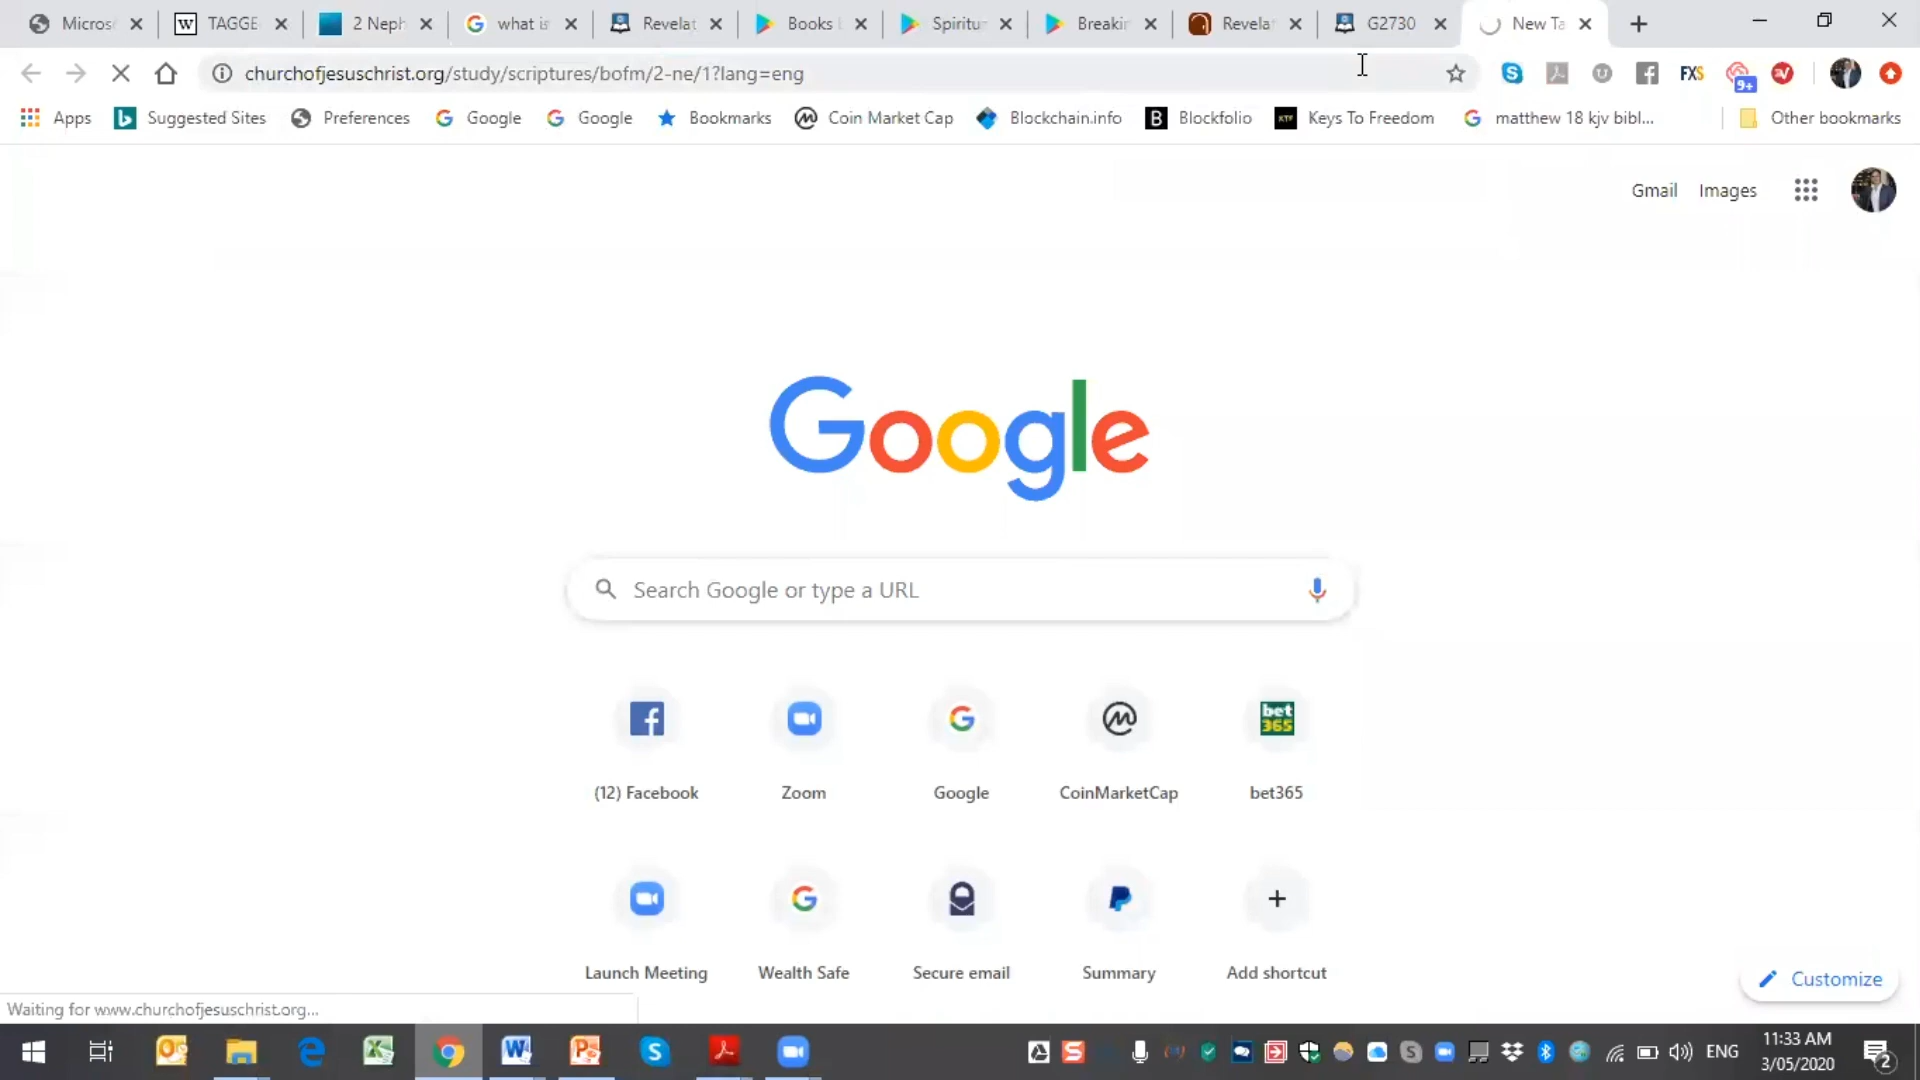 Micros
TAGGE
2 Neph
what is
Revelat
Books
Spiritu
Breakin
Revela
G2730
New Ta
churchofjesuschrist.org/study/scriptures/bofm/2-ne/1?lang=eng
FXS
9+
Apps
Suggested Sites
Preferences
Google
Google
Bookmarks
Coin Market Cap
Blockchain.info
Blockfolio
Keys To Freedom
matthew 18 kjv bibl...
Other bookmarks
Gmail
Images
Google
Search Google or type a URL
bet365
(12) Facebook
Zoom
Google
CoinMarketCap
bet365
Launch Meeting
Wealth Safe
Secure email
Summary
Add shortcut
Customize
Waiting for www.churchofjesuschrist.org...
ENG
11:33 AM
3/05/2020
2